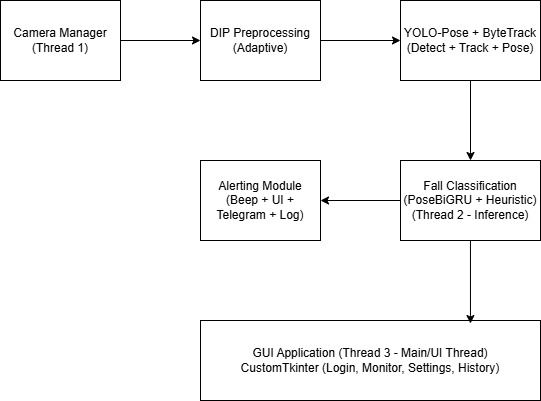 Camera Manager
(Thread 1)
DIP Preprocessing
(Adaptive)
YOLO-Pose + ByteTrack
(Detect + Track + Pose)
Alerting Module
(Beep + UI +
Telegram + Log)
Fall Classification
(PoseBiGRU + Heuristic)
(Thread 2 - Inference)
GUI Application (Thread 3 - Main/UI Thread)
CustomTkinter (Login, Monitor, Settings, History)